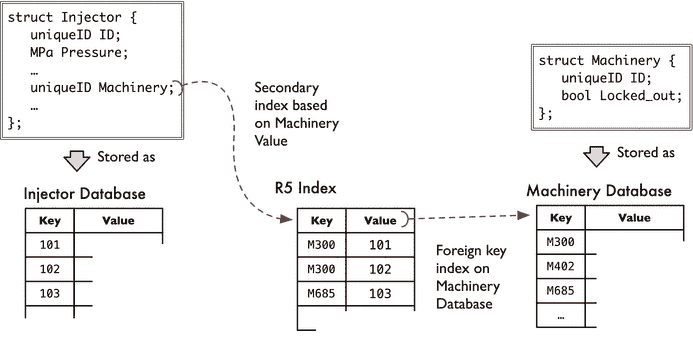 struct Injector {
uniqueID ID;
MPa Pressure;
…
uniqueID Machinery;
…
};
Stored as
Injector Database
Key Value
101
102
103
Secondary
index based
on Machinery
Value
R5 Index
Key Value
M300 101
M300 102
M685 103
Foreign key
index on
Machinery
Database
struct Machinery {
uniqueID ID;
bool Locked_out;
};
Stored as
Machinery Database
Key Value
M300
M402
M685
…